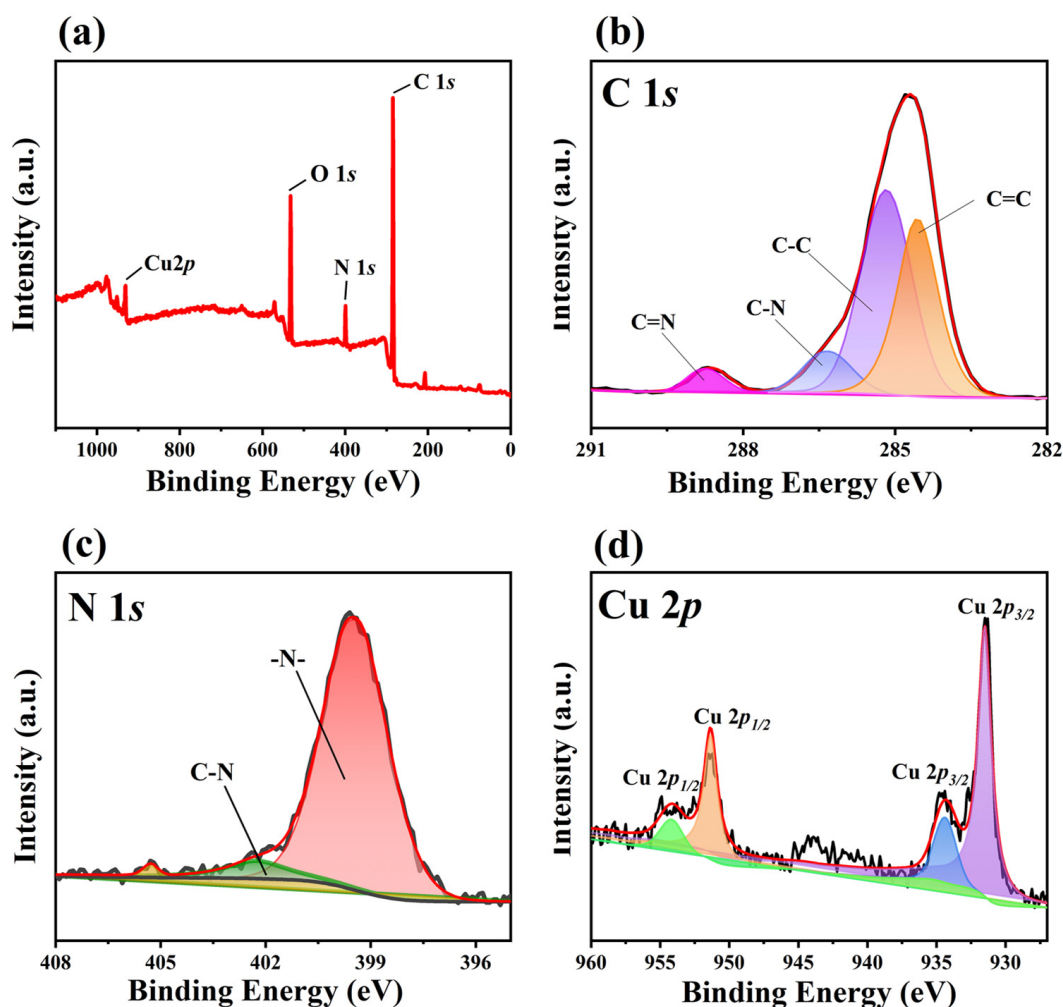 (a)
C 1s
O 1s
N 1s
Cu2p
Intensity (a.u.)
1000 800 600 400 200 0
Binding Energy (eV)
(b)
C 1s
C=C
C-C
C-N
C=N
Intensity (a.u.)
291 288 285 282
Binding Energy (eV)
(c)
N 1s
-N-
C-N
Intensity (a.u.)
408 405 402 399 396
Binding Energy (eV)
(d)
Cu 2p
Cu 2p3/2
Cu 2p1/2
Cu 2p1/2
Cu 2p3/2
Intensity (a.u.)
960 955 950 945 940 935 930
Binding Energy (eV)